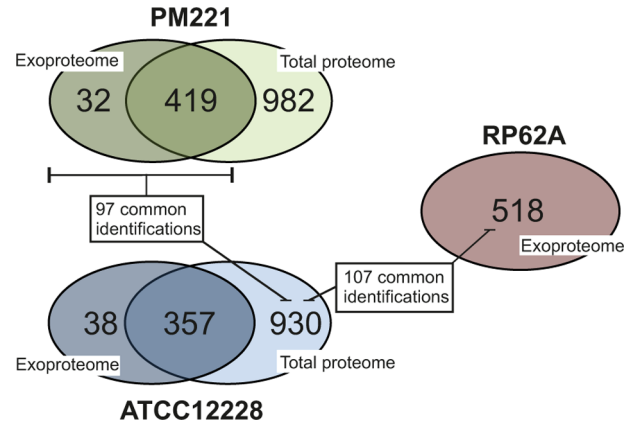 PM221
Exoproteome
Total proteome
32
419
982
RP62A
518
Exoproteome
97 common
identifications
107 common
identifications
38
357
930
Exoproteome
Total proteome
ATCC12228